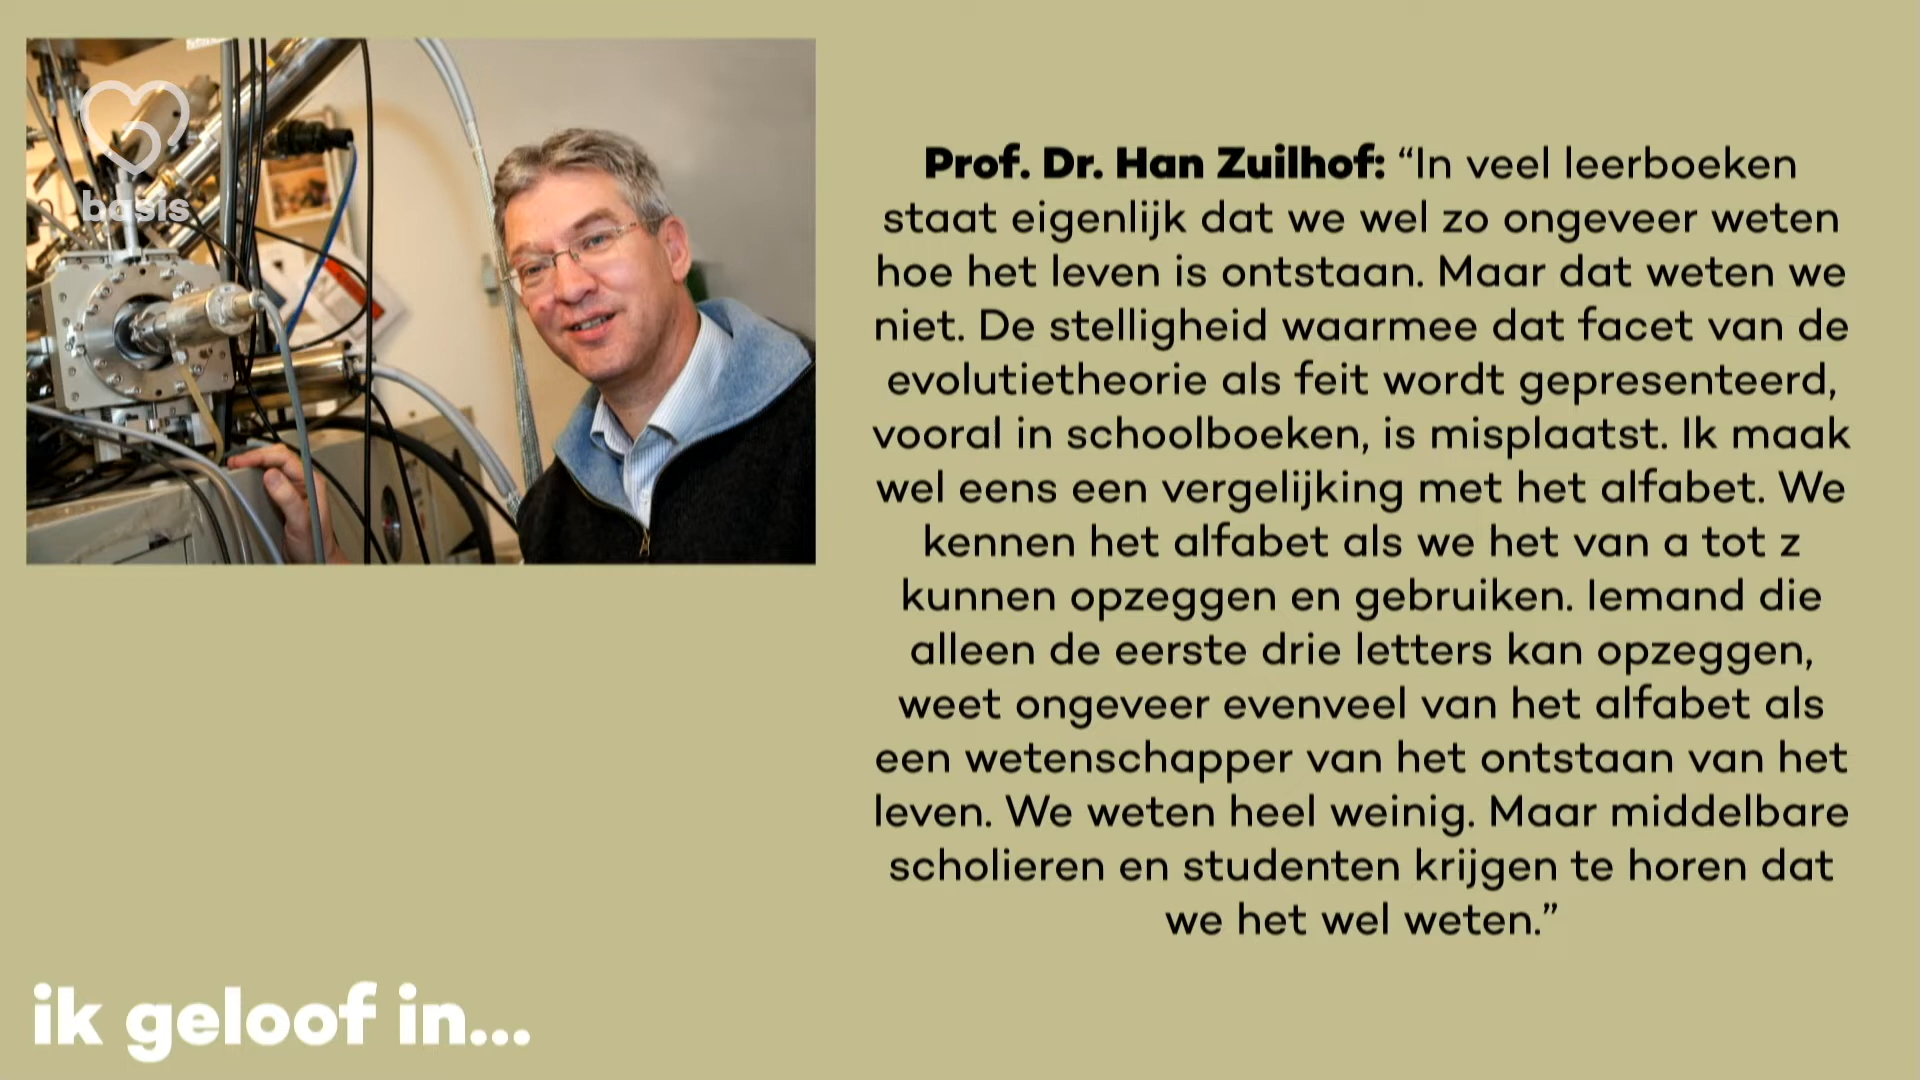 basis
Prof. Dr. Han Zuilhof: “In veel leerboeken
staat eigenlijk dat we wel zo ongeveer weten
hoe het leven is ontstaan. Maar dat weten we
niet. De stelligheid waarmee dat facet van de
evolutietheorie als feit wordt gepresenteerd,
vooral in schoolboeken, is misplaatst. Ik maak
wel eens een vergelijking met het alfabet. We
kennen het alfabet als we het van a tot z
kunnen opzeggen en gebruiken. Iemand die
alleen de eerste drie letters kan opzeggen,
weet ongeveer evenveel van het alfabet als
een wetenschapper van het ontstaan van het
leven. We weten heel weinig. Maar middelbare
scholieren en studenten krijgen te horen dat
we het wel weten.”
ik geloof in...